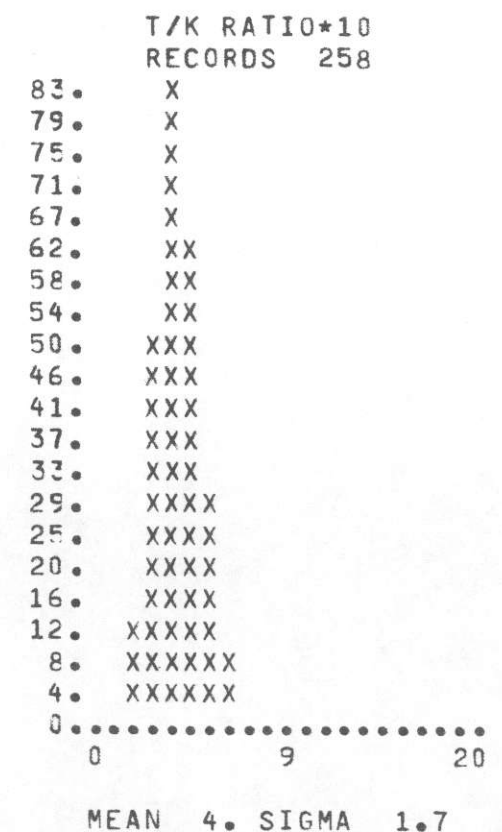 T/K RATIO*10
RECORDS 258
83. X
79. X
75. X
71. X
67. X
62. XX
58. XX
54. XX
50. XXX
46. XXX
41. XXX
37. XXX
33. XXX
29. XXXX
25. XXXX
20. XXXX
16. XXXX
12. XXXXX
8. XXXXXX
4. XXXXXX
0......................
0 9 20
MEAN 4. SIGMA 1.7